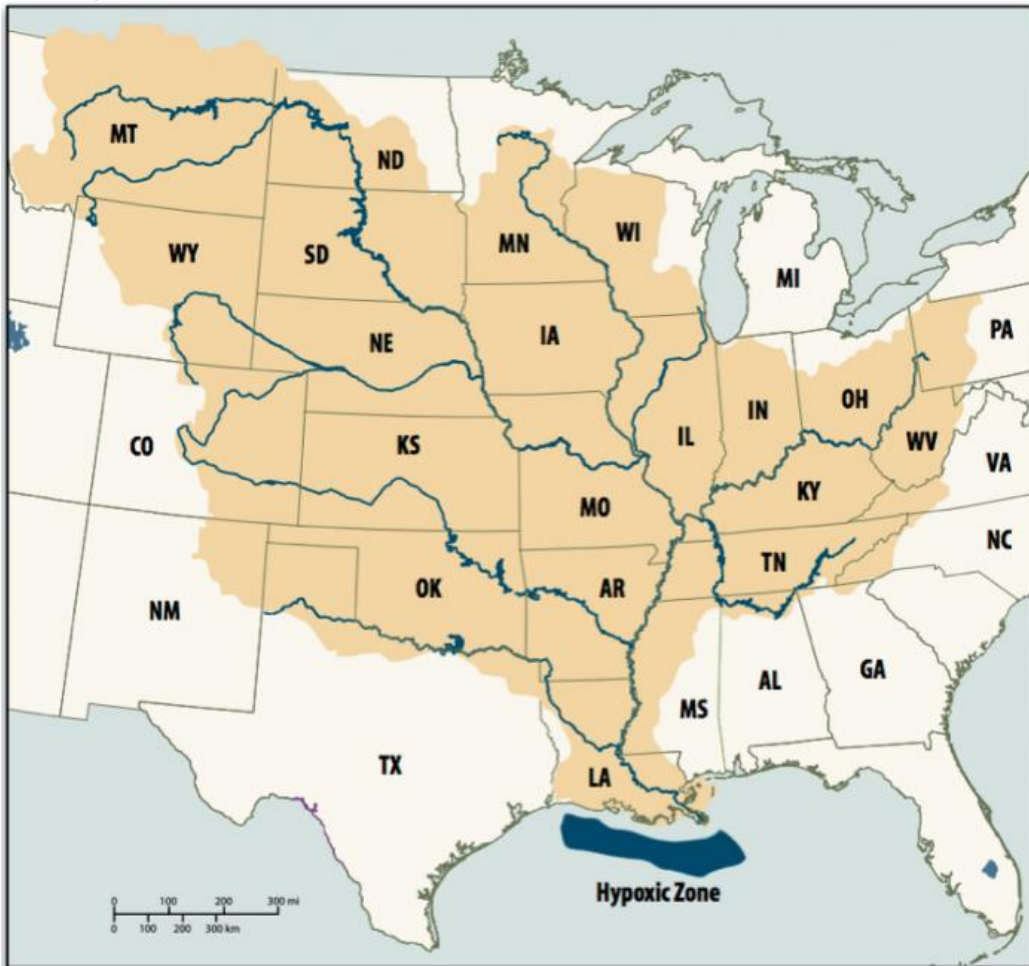 MT
ND
MN
WI
WY
SD
MI
NE
IA
PA
OH
IN
IL
WV
CO
KS
VA
KY
MO
NC
TN
OK
AR
NM
AL
GA
MS
TX
LA
Hypoxic Zone
0 100 200 300 mi
0 100 200 300 km